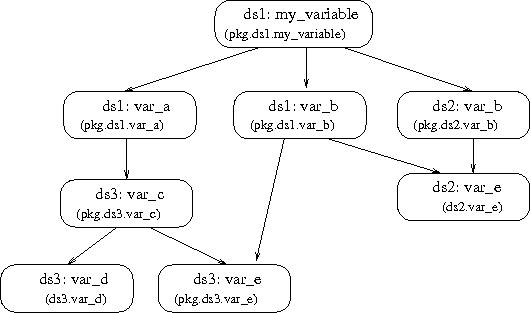 ds1: my_variable
(pkg.ds1.my_variable)
ds1: var_a
(pkg.ds1.var_a)
ds1: var_b
(pkg.ds1.var_b)
ds2: var_b
(pkg.ds2.var_b)
ds3: var_c
(pkg.ds3.var_c)
ds2: var_e
(ds2.var_e)
ds3: var_d
(ds3.var_d)
ds3: var_e
(pkg.ds3.var_e)